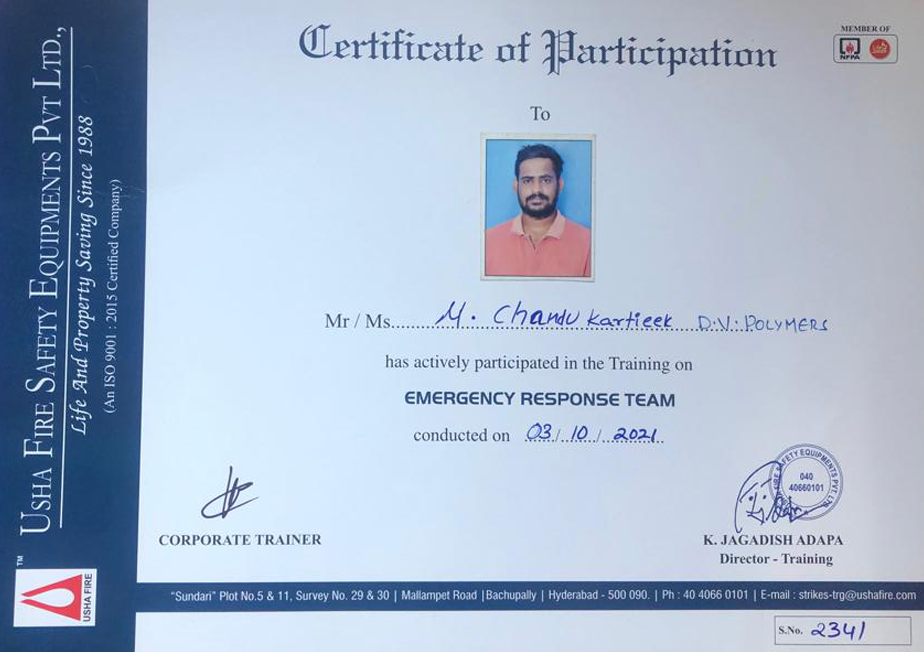 USHA FIRE SAFETY EQUIPMENTS PVT LTD.,
Life And Property Saving Since 1988
(An ISO 9001 : 2015 Certified Company)
TM
USHA FIRE
Certificate of Participation
MEMBER OF
NFPA
To
Mr / Ms. M. Chandu Kartieek D.V. POLYMERS
has actively participated in the Training on
EMERGENCY RESPONSE TEAM
conducted on 03/10/2021
CORPORATE TRAINER
FIRE SAFETY EQUIPMENTS PVT. LTD.
040
40660101
K. JAGADISH ADAPA
Director - Training
"Sundari" Plot No.5 & 11, Survey No. 29 & 30 | Mallampet Road |Bachupally | Hyderabad - 500 090. | Ph : 40 4066 0101 | E-mail : strikes-trg@ushafire.com
S.No. 2341